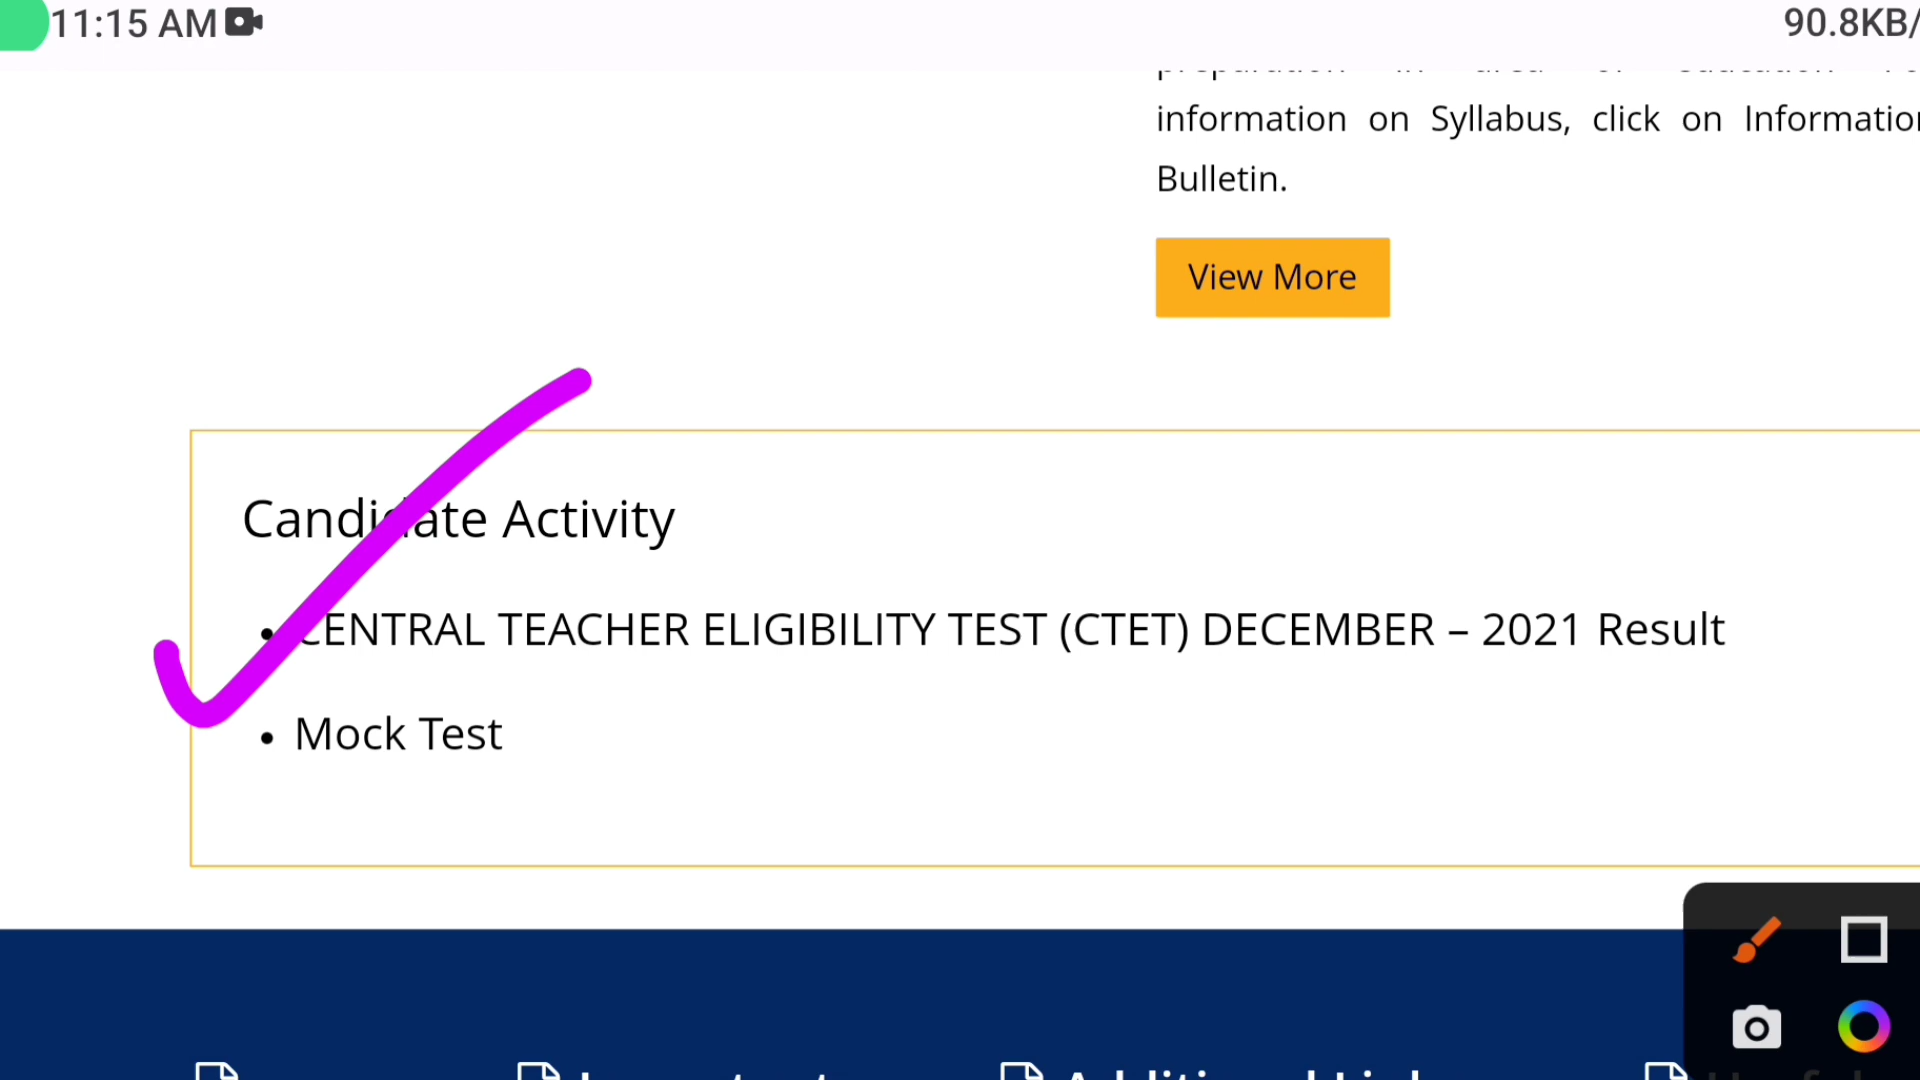 11:15 AM
90.8KB/
information on Syllabus, click on Information
Bulletin.
View More
Candidate Activity
• CENTRAL TEACHER ELIGIBILITY TEST (CTET) DECEMBER – 2021 Result
• Mock Test